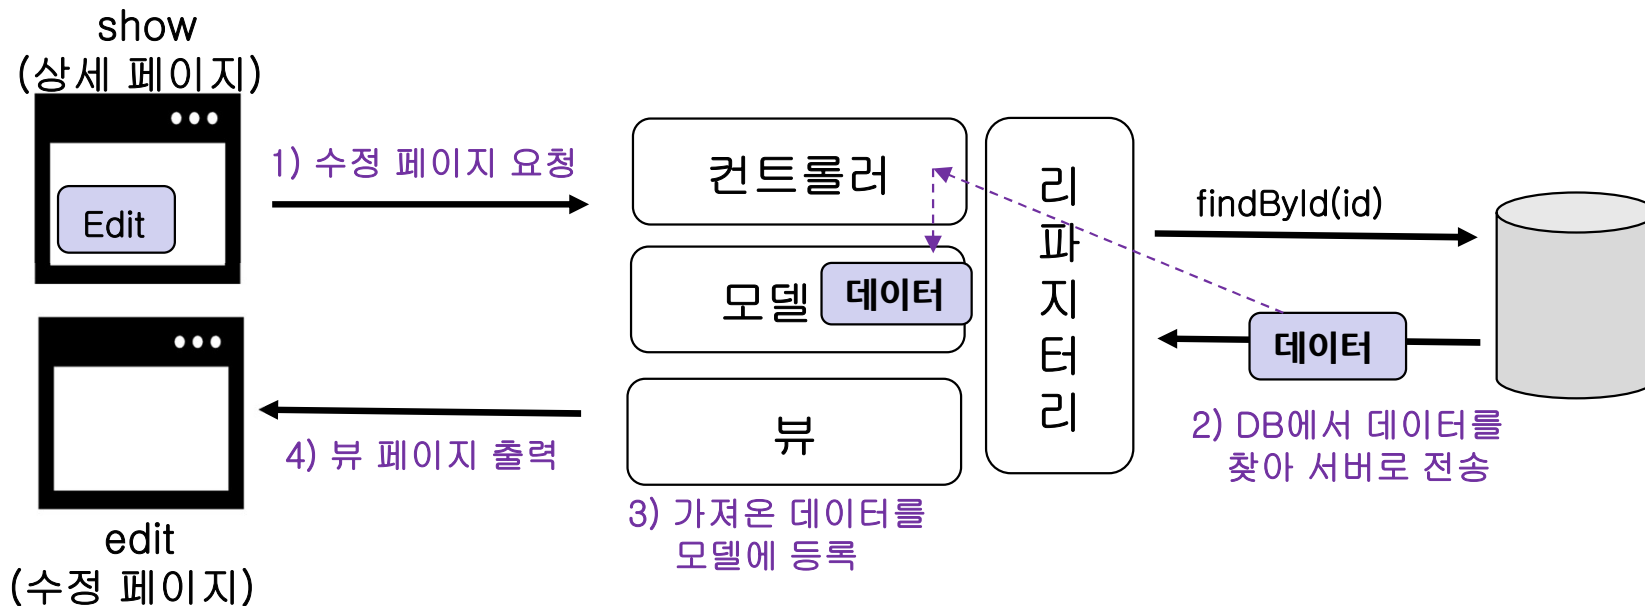 show
(상세 페이지)
Edit
1) 수정 페이지 요청
컨트롤러
모델
데이터
뷰
리
파
지
터
리
findById(id)
데이터
2) DB에서 데이터를
찾아 서버로 전송
3) 가져온 데이터를
모델에 등록
4) 뷰 페이지 출력
edit
(수정 페이지)